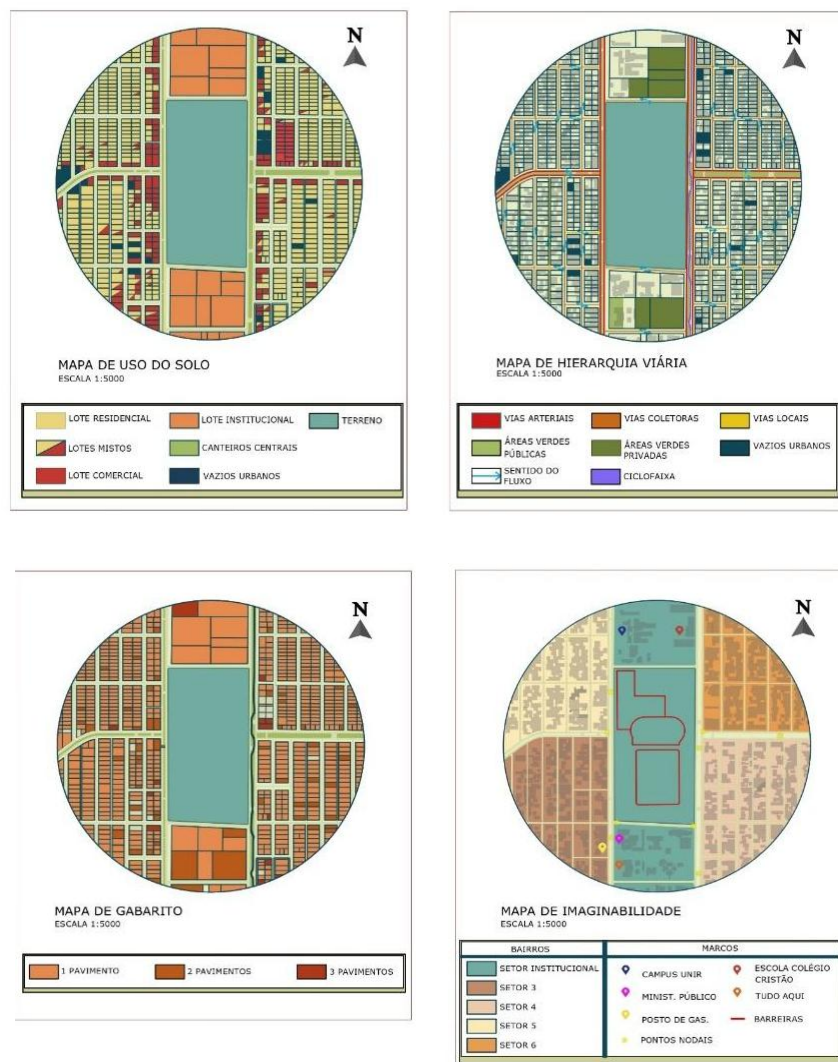 N
MAPA DE USO DO SOLO
ESCALA 1:5000
LOTE RESIDENCIAL
LOTE INSTITUCIONAL
TERRENO
LOTES MISTOS
CANTEIROS CENTRAIS
LOTE COMERCIAL
VAZIOS URBANOS
N
MAPA DE HIERARQUIA VIÁRIA
ESCALA 1:5000
VIAS ARTERIAIS
VIAS COLETORAS
VIAS LOCAIS
ÁREAS VERDES
PÚBLICAS
ÁREAS VERDES
PRIVADAS
VAZIOS URBANOS
SENTIDO DO
FLUXO
CICLOFAIXA
N
MAPA DE GABARITO
ESCALA 1:5000
1 PAVIMENTO
2 PAVIMENTOS
3 PAVIMENTOS
N
MAPA DE IMAGINABILIDADE
ESCALA 1:5000
BAIRROS
SETOR INSTITUCIONAL
SETOR 3
SETOR 4
SETOR 5
SETOR 6
MARCOS
CAMPUS UNIR
ESCOLA COLÉGIO
CRISTÃO
MINIST. PÚBLICO
TUDO AQUI
POSTO DE GAS.
BARREIRAS
PONTOS NODAIS